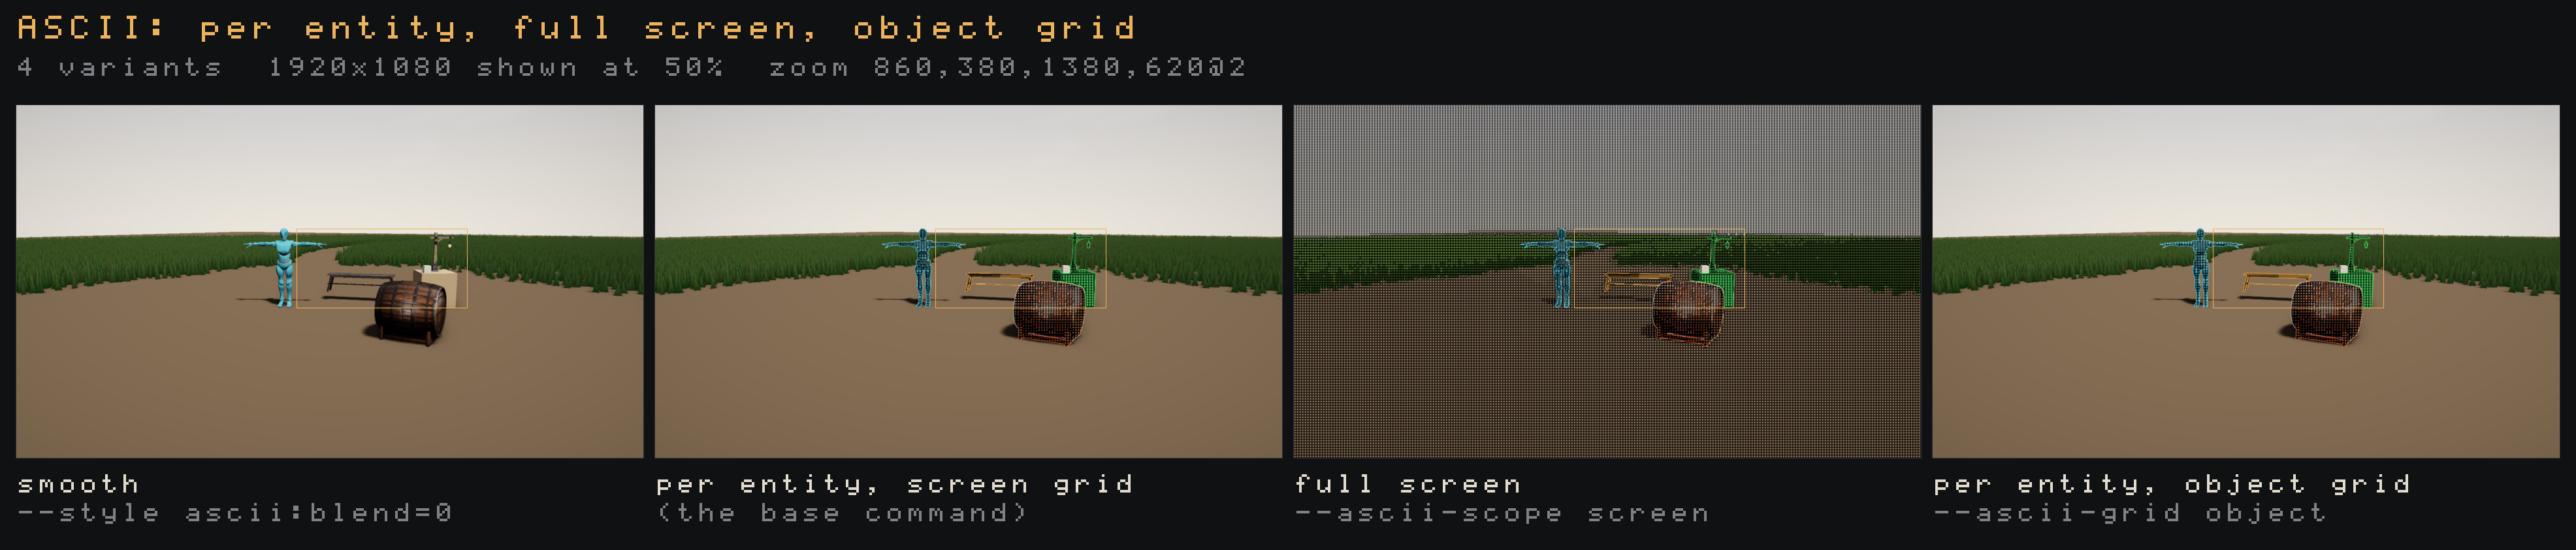 ASCII: per entity, full screen, object grid
4 variants  1920x1080 shown at 50%  zoom 860,380,1380,620@2
smooth
--style ascii:blend=0
per entity, screen grid
(the base command)
full screen
--ascii-scope screen
per entity, object grid
--ascii-grid object